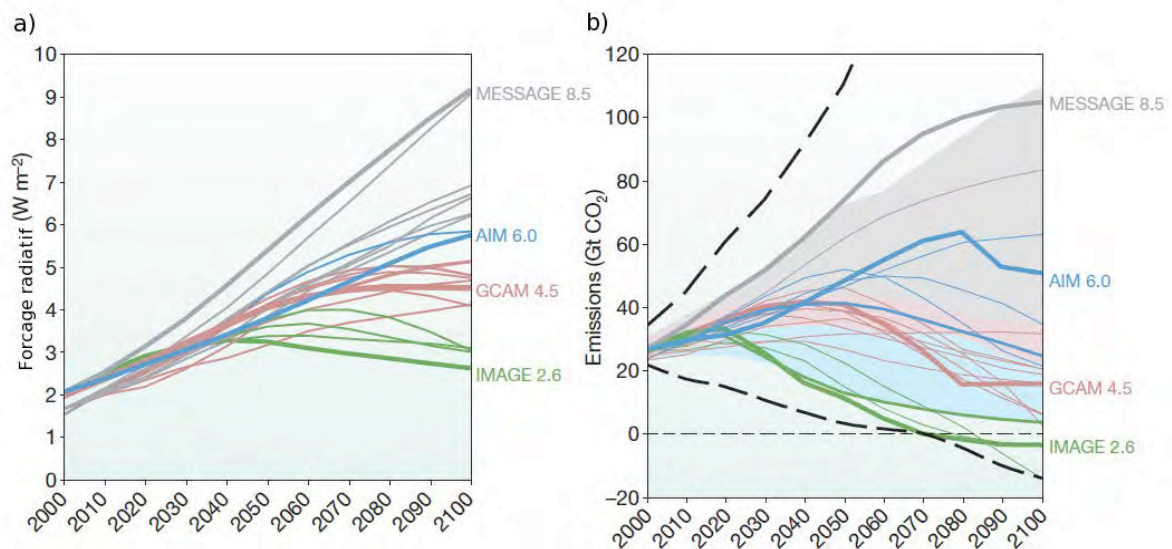 a)
Forcage radiatif (W m⁻²)
10
9
8
7
6
5
4
3
2
1
0
MESSAGE 8.5
AIM 6.0
GCAM 4.5
IMAGE 2.6
2000 2010 2020 2030 2040 2050 2060 2070 2080 2090 2100
b)
Emissions (Gt CO₂)
120
100
80
60
40
20
0
–20
MESSAGE 8.5
AIM 6.0
GCAM 4.5
IMAGE 2.6
2000 2010 2020 2030 2040 2050 2060 2070 2080 2090 2100